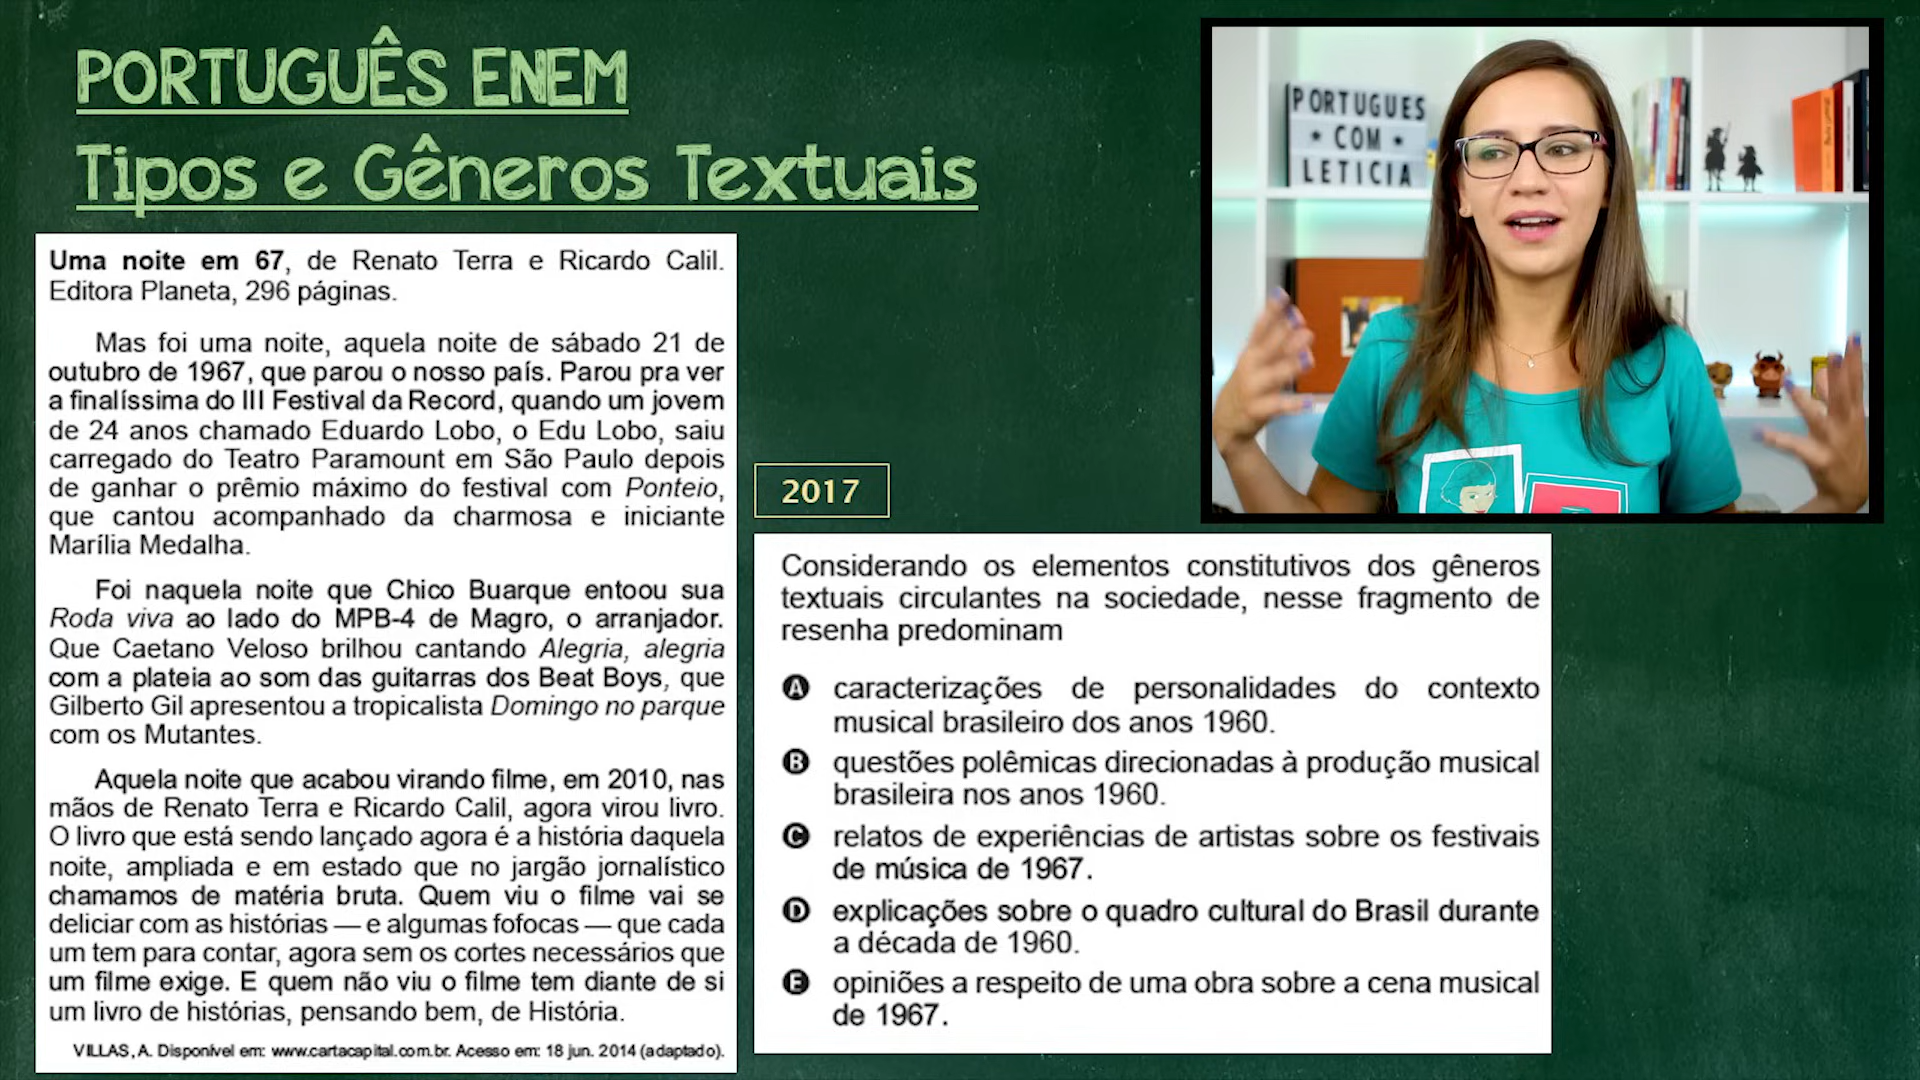 PORTUGUÊS ENEM
Tipos e Gêneros Textuais
PORTUGUES
• COM •
LETICIA
Uma noite em 67, de Renato Terra e Ricardo Calil.
Editora Planeta, 296 páginas.
Mas foi uma noite, aquela noite de sábado 21 de
outubro de 1967, que parou o nosso país. Parou pra ver
a finalíssima do III Festival da Record, quando um jovem
de 24 anos chamado Eduardo Lobo, o Edu Lobo, saiu
carregado do Teatro Paramount em São Paulo depois
de ganhar o prêmio máximo do festival com Ponteio,
que cantou acompanhado da charmosa e iniciante
Marília Medalha.
Foi naquela noite que Chico Buarque entoou sua
Roda viva ao lado do MPB-4 de Magro, o arranjador.
Que Caetano Veloso brilhou cantando Alegria, alegria
com a plateia ao som das guitarras dos Beat Boys, que
Gilberto Gil apresentou a tropicalista Domingo no parque
com os Mutantes.
Aquela noite que acabou virando filme, em 2010, nas
mãos de Renato Terra e Ricardo Calil, agora virou livro.
O livro que está sendo lançado agora é a história daquela
noite, ampliada e em estado que no jargão jornalístico
chamamos de matéria bruta. Quem viu o filme vai se
deliciar com as histórias — e algumas fofocas — que cada
um tem para contar, agora sem os cortes necessários que
um filme exige. E quem não viu o filme tem diante de si
um livro de histórias, pensando bem, de História.
VILLAS, A. Disponível em: www.cartacapital.com.br. Acesso em: 18 jun. 2014 (adaptado).
2017
Considerando os elementos constitutivos dos gêneros
textuais circulantes na sociedade, nesse fragmento de
resenha predominam
A caracterizações de personalidades do contexto
musical brasileiro dos anos 1960.
B questões polêmicas direcionadas à produção musical
brasileira nos anos 1960.
C relatos de experiências de artistas sobre os festivais
de música de 1967.
D explicações sobre o quadro cultural do Brasil durante
a década de 1960.
E opiniões a respeito de uma obra sobre a cena musical
de 1967.